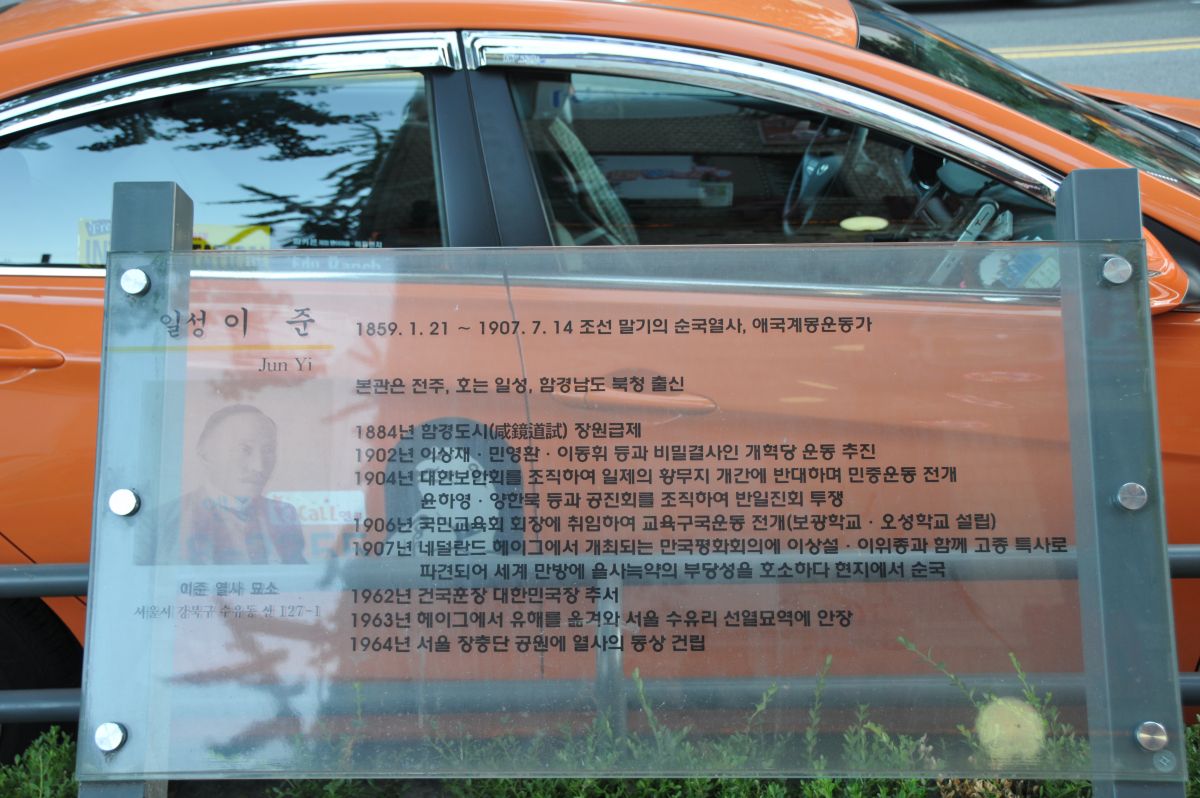 일성 이 준
Jun Yi
1859. 1. 21 ~ 1907. 7. 14 조선 말기의 순국열사, 애국계몽운동가
본관은 전주, 호는 일성, 함경남도 북청 출신
1884년 함경도시(咸鏡道試) 장원급제
1902년 이상재 · 민영환 · 이동휘 등과 비밀결사인 개혁당 운동 추진
1904년 대한보안회를 조직하여 일제의 황무지 개간에 반대하며 민중운동 전개
윤하영 · 양한묵 등과 공진회를 조직하여 반일진회 투쟁
1906년 국민교육회 회장에 취임하여 교육구국운동 전개(보광학교 · 오성학교 설립)
1907년 네덜란드 헤이그에서 개최되는 만국평화회의에 이상설 · 이위종과 함께 고종 특사로
파견되어 세계 만방에 을사늑약의 부당성을 호소하다 현지에서 순국
1962년 건국훈장 대한민국장 추서
1963년 헤이그에서 유해를 옮겨와 서울 수유리 선열묘역에 안장
1964년 서울 장충단 공원에 열사의 동상 건립
이준 열사 묘소
서울시 강북구 수유동 산 127-1